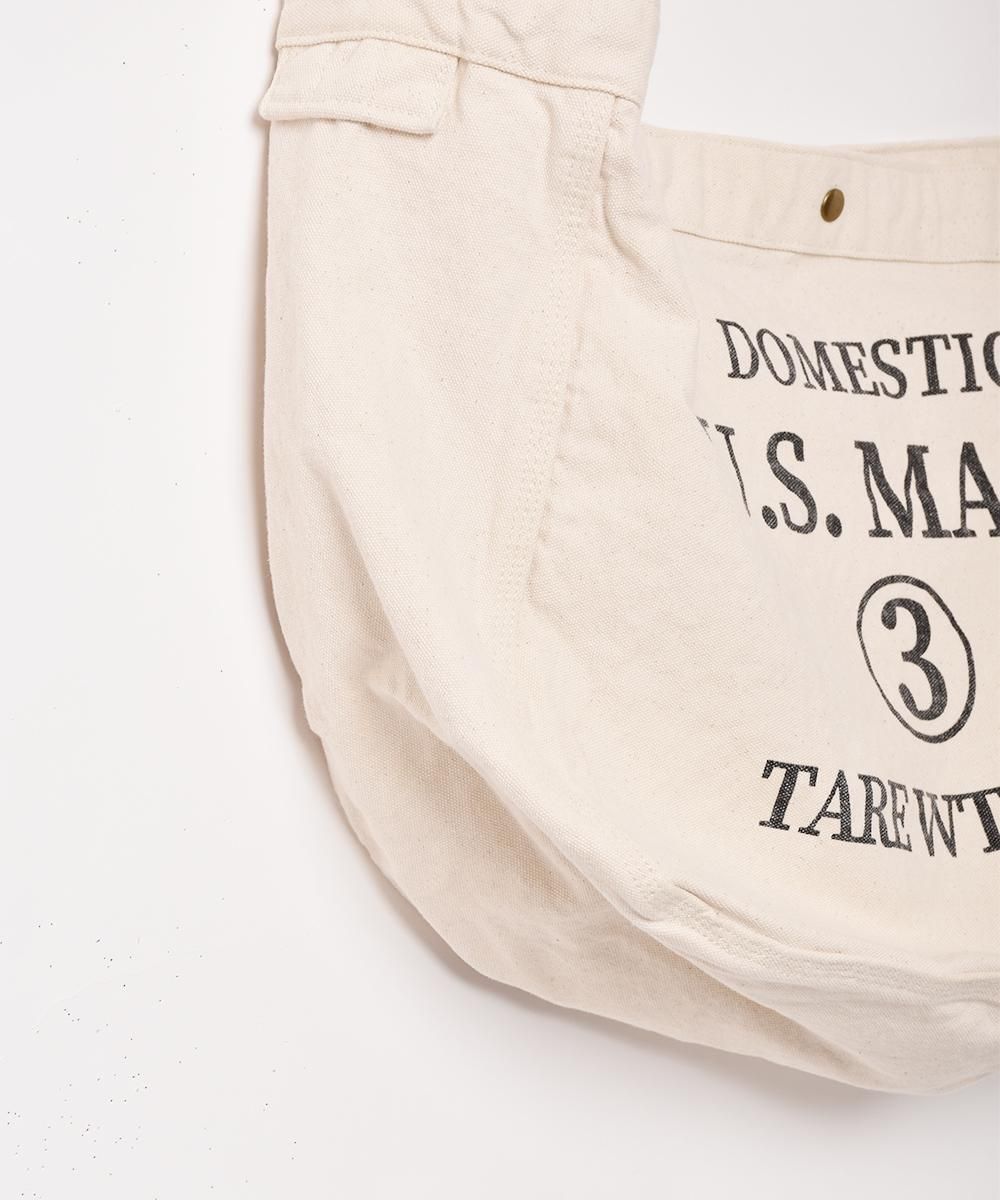 DOMESTIC
U.S. MA
3
TARE WT